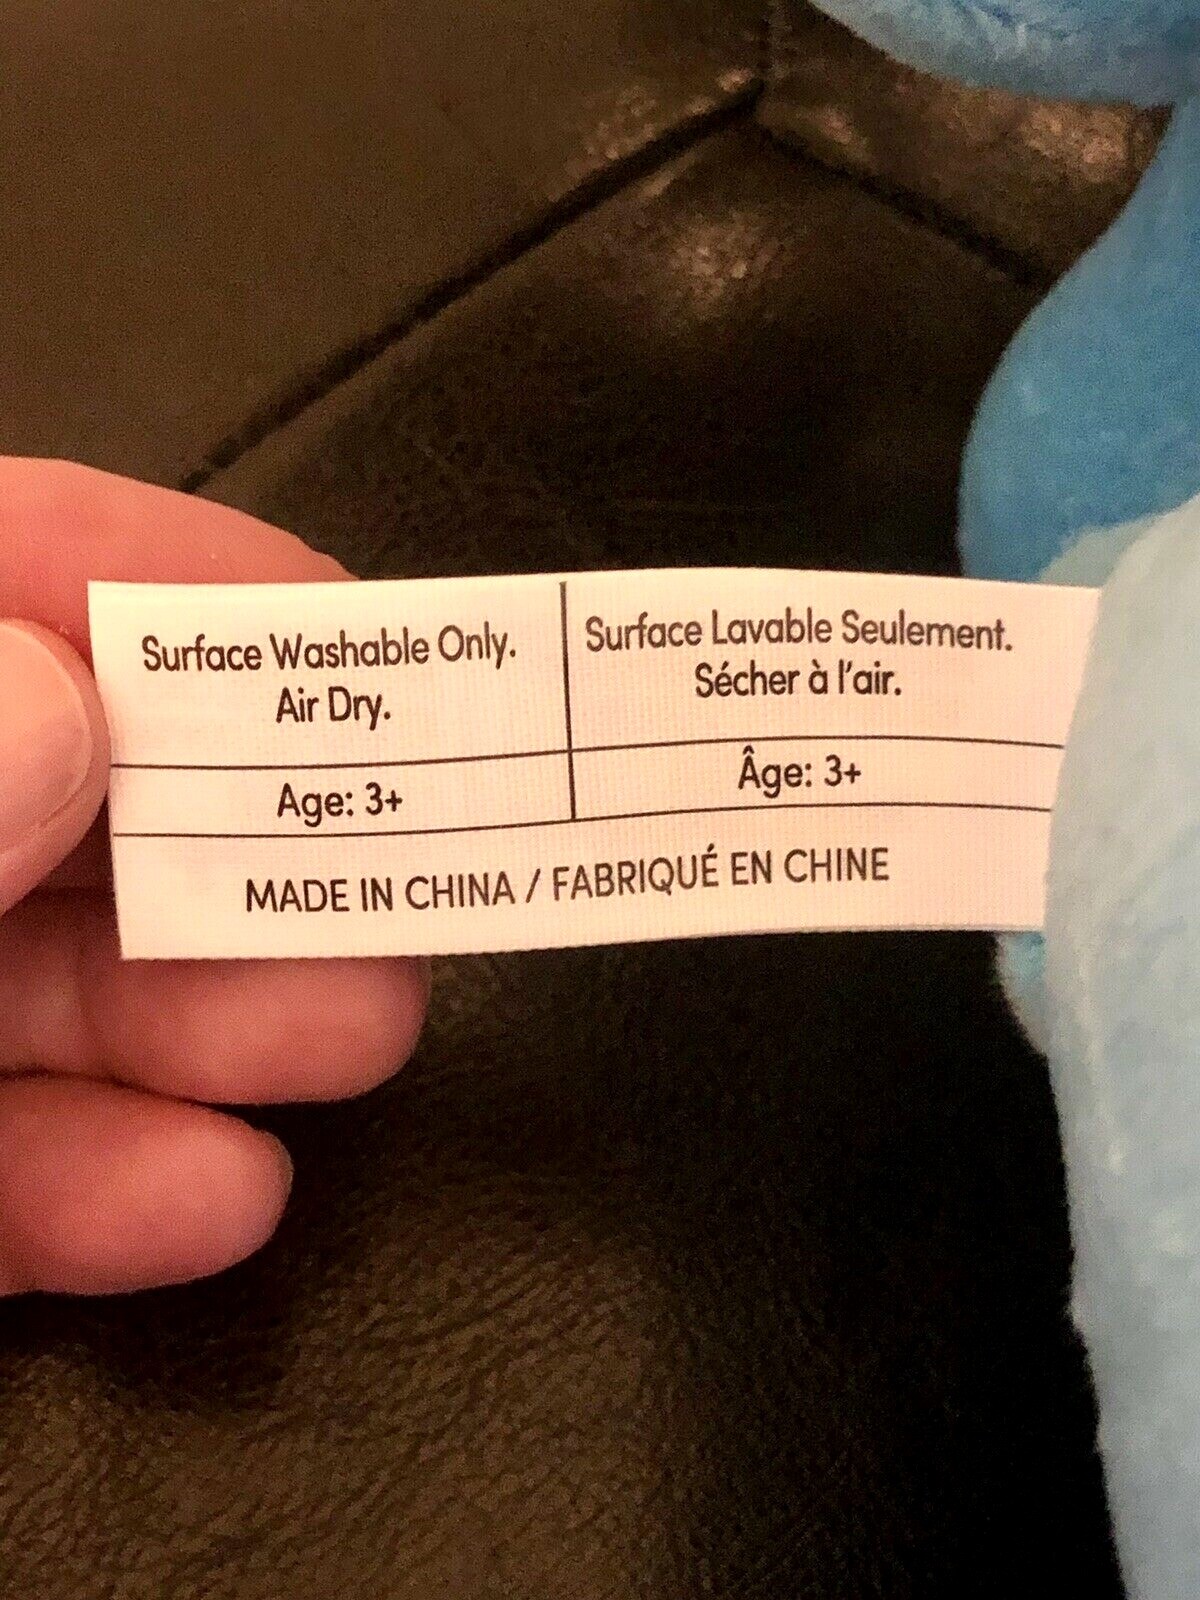 Surface Washable Only.
Air Dry.
Surface Lavable Seulement.
Sécher à l'air.
Age: 3+
Âge: 3+
MADE IN CHINA / FABRIQUÉ EN CHINE